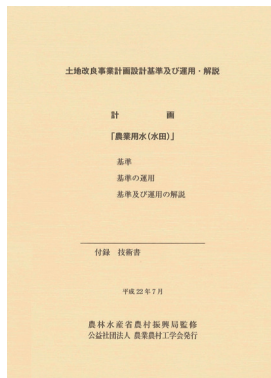 土地改良事業計画設計基準及び運用・解説
計　　画
「農業用水(水田)」
基準
基準の運用
基準及び運用の解説
付録　技術書
平成 22 年 7 月
農林水産省農村振興局監修
公益社団法人　農業農村工学会発行